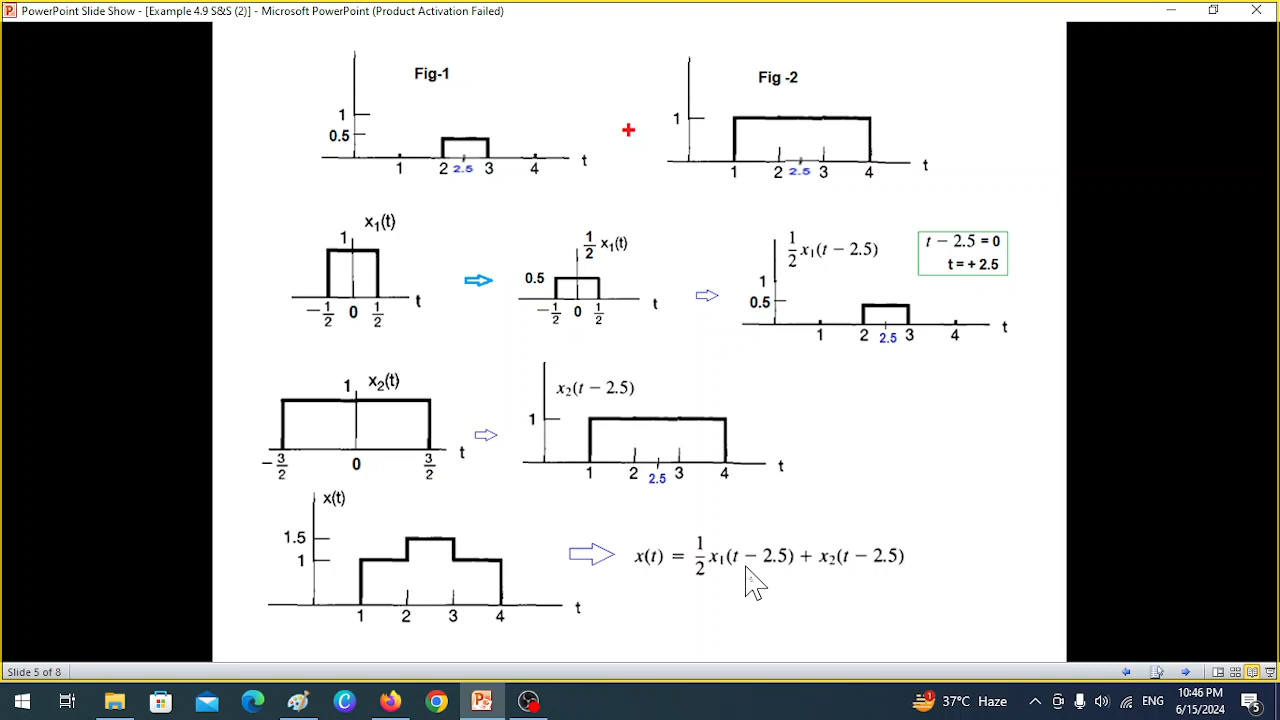 PowerPoint Slide Show - [Example 4.9 S&S (2)] - Microsoft PowerPoint (Product Activation Failed)
Fig-1
1
0.5
1 2 2.5 3 4 t
+
Fig -2
1
1 2 2.5 3 4 t
x₁(t)
1
-1/2 0 1/2 t
1/2 x₁(t)
0.5
-1/2 0 1/2 t
1/2 x₁(t − 2.5)
1
0.5
1 2 2.5 3 4 t
t − 2.5 = 0
t = + 2.5
1 x₂(t)
-3/2 0 3/2 t
x₂(t − 2.5)
1
1 2 2.5 3 4 t
x(t)
1.5
1
1 2 3 4 t
x(t) = 1/2 x₁(t − 2.5) + x₂(t − 2.5)
Slide 5 of 8
1 37°C Haze ENG 10:46 PM
6/15/2024 5